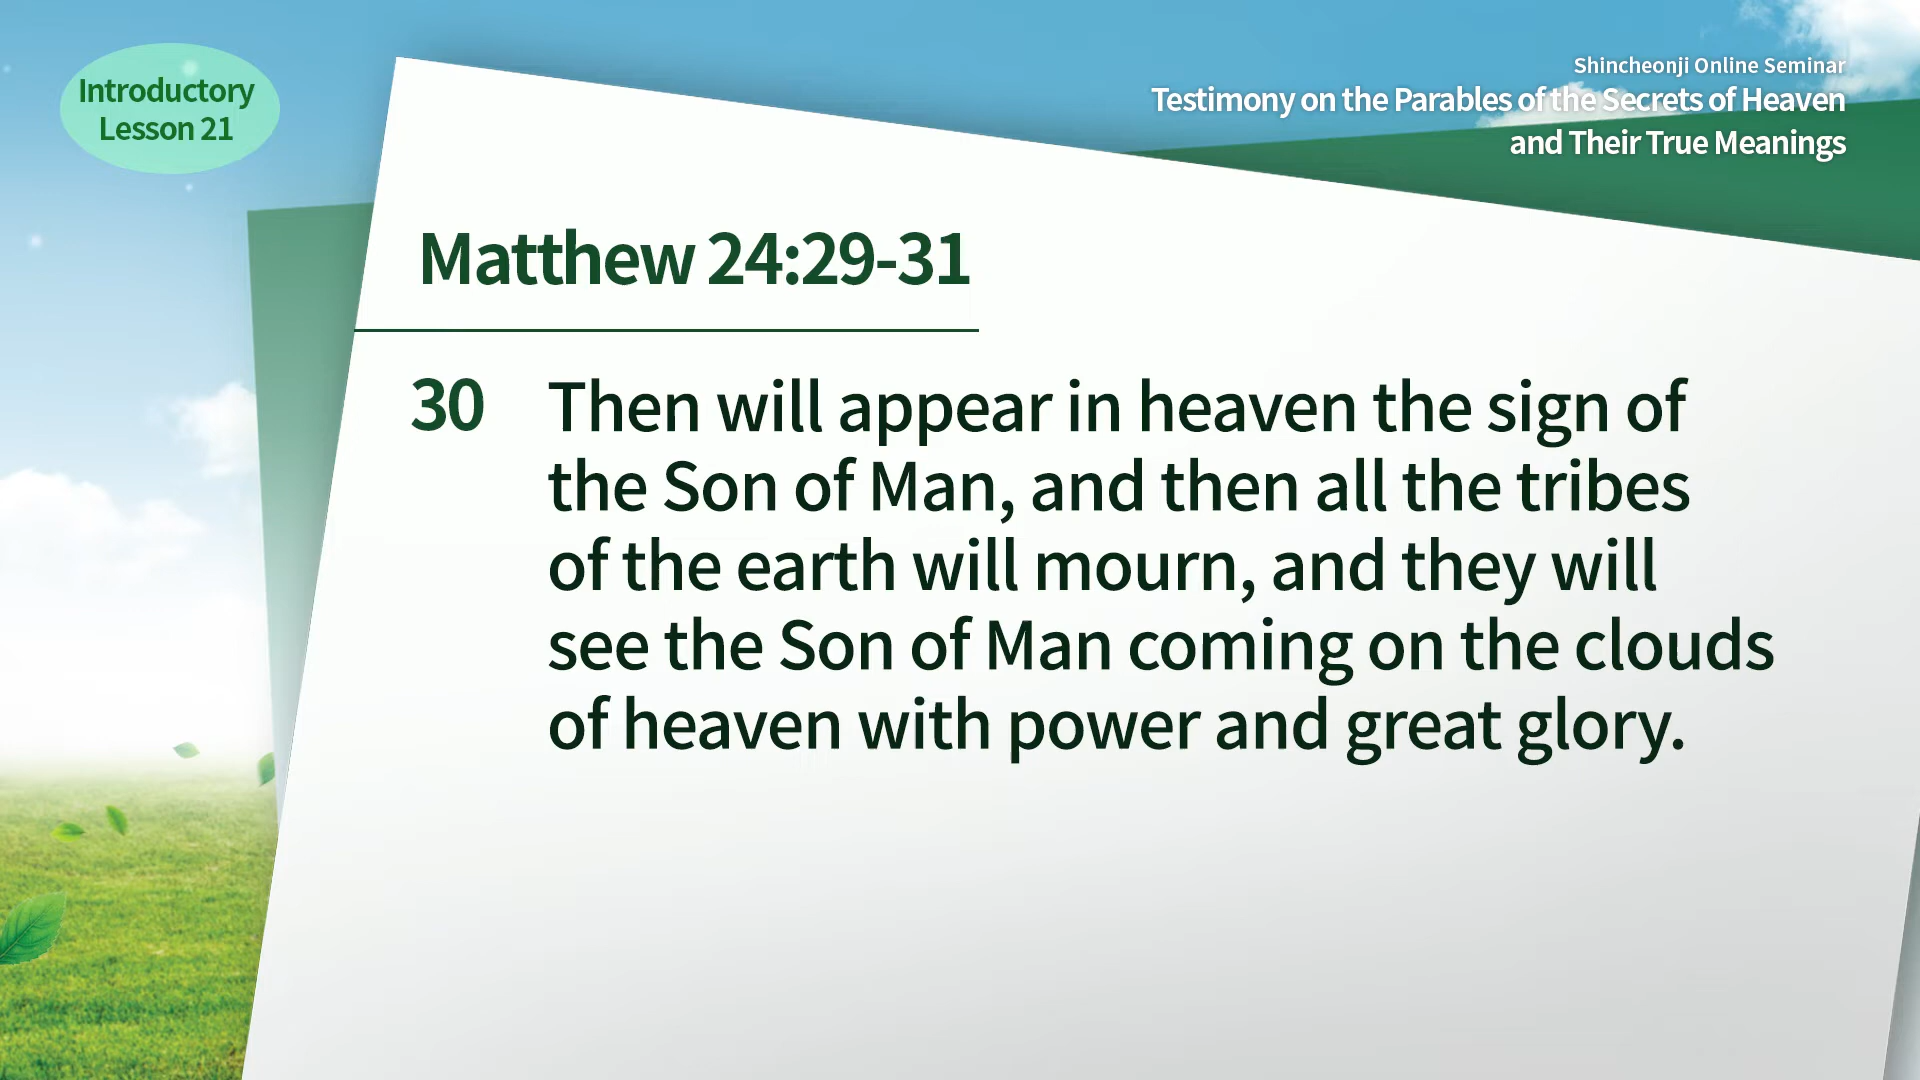 Introductory
Lesson 21
Shincheonji Online Seminar
Testimony on the Parables of the Secrets of Heaven
and Their True Meanings
Matthew 24:29-31
30 Then will appear in heaven the sign of
the Son of Man, and then all the tribes
of the earth will mourn, and they will
see the Son of Man coming on the clouds
of heaven with power and great glory.